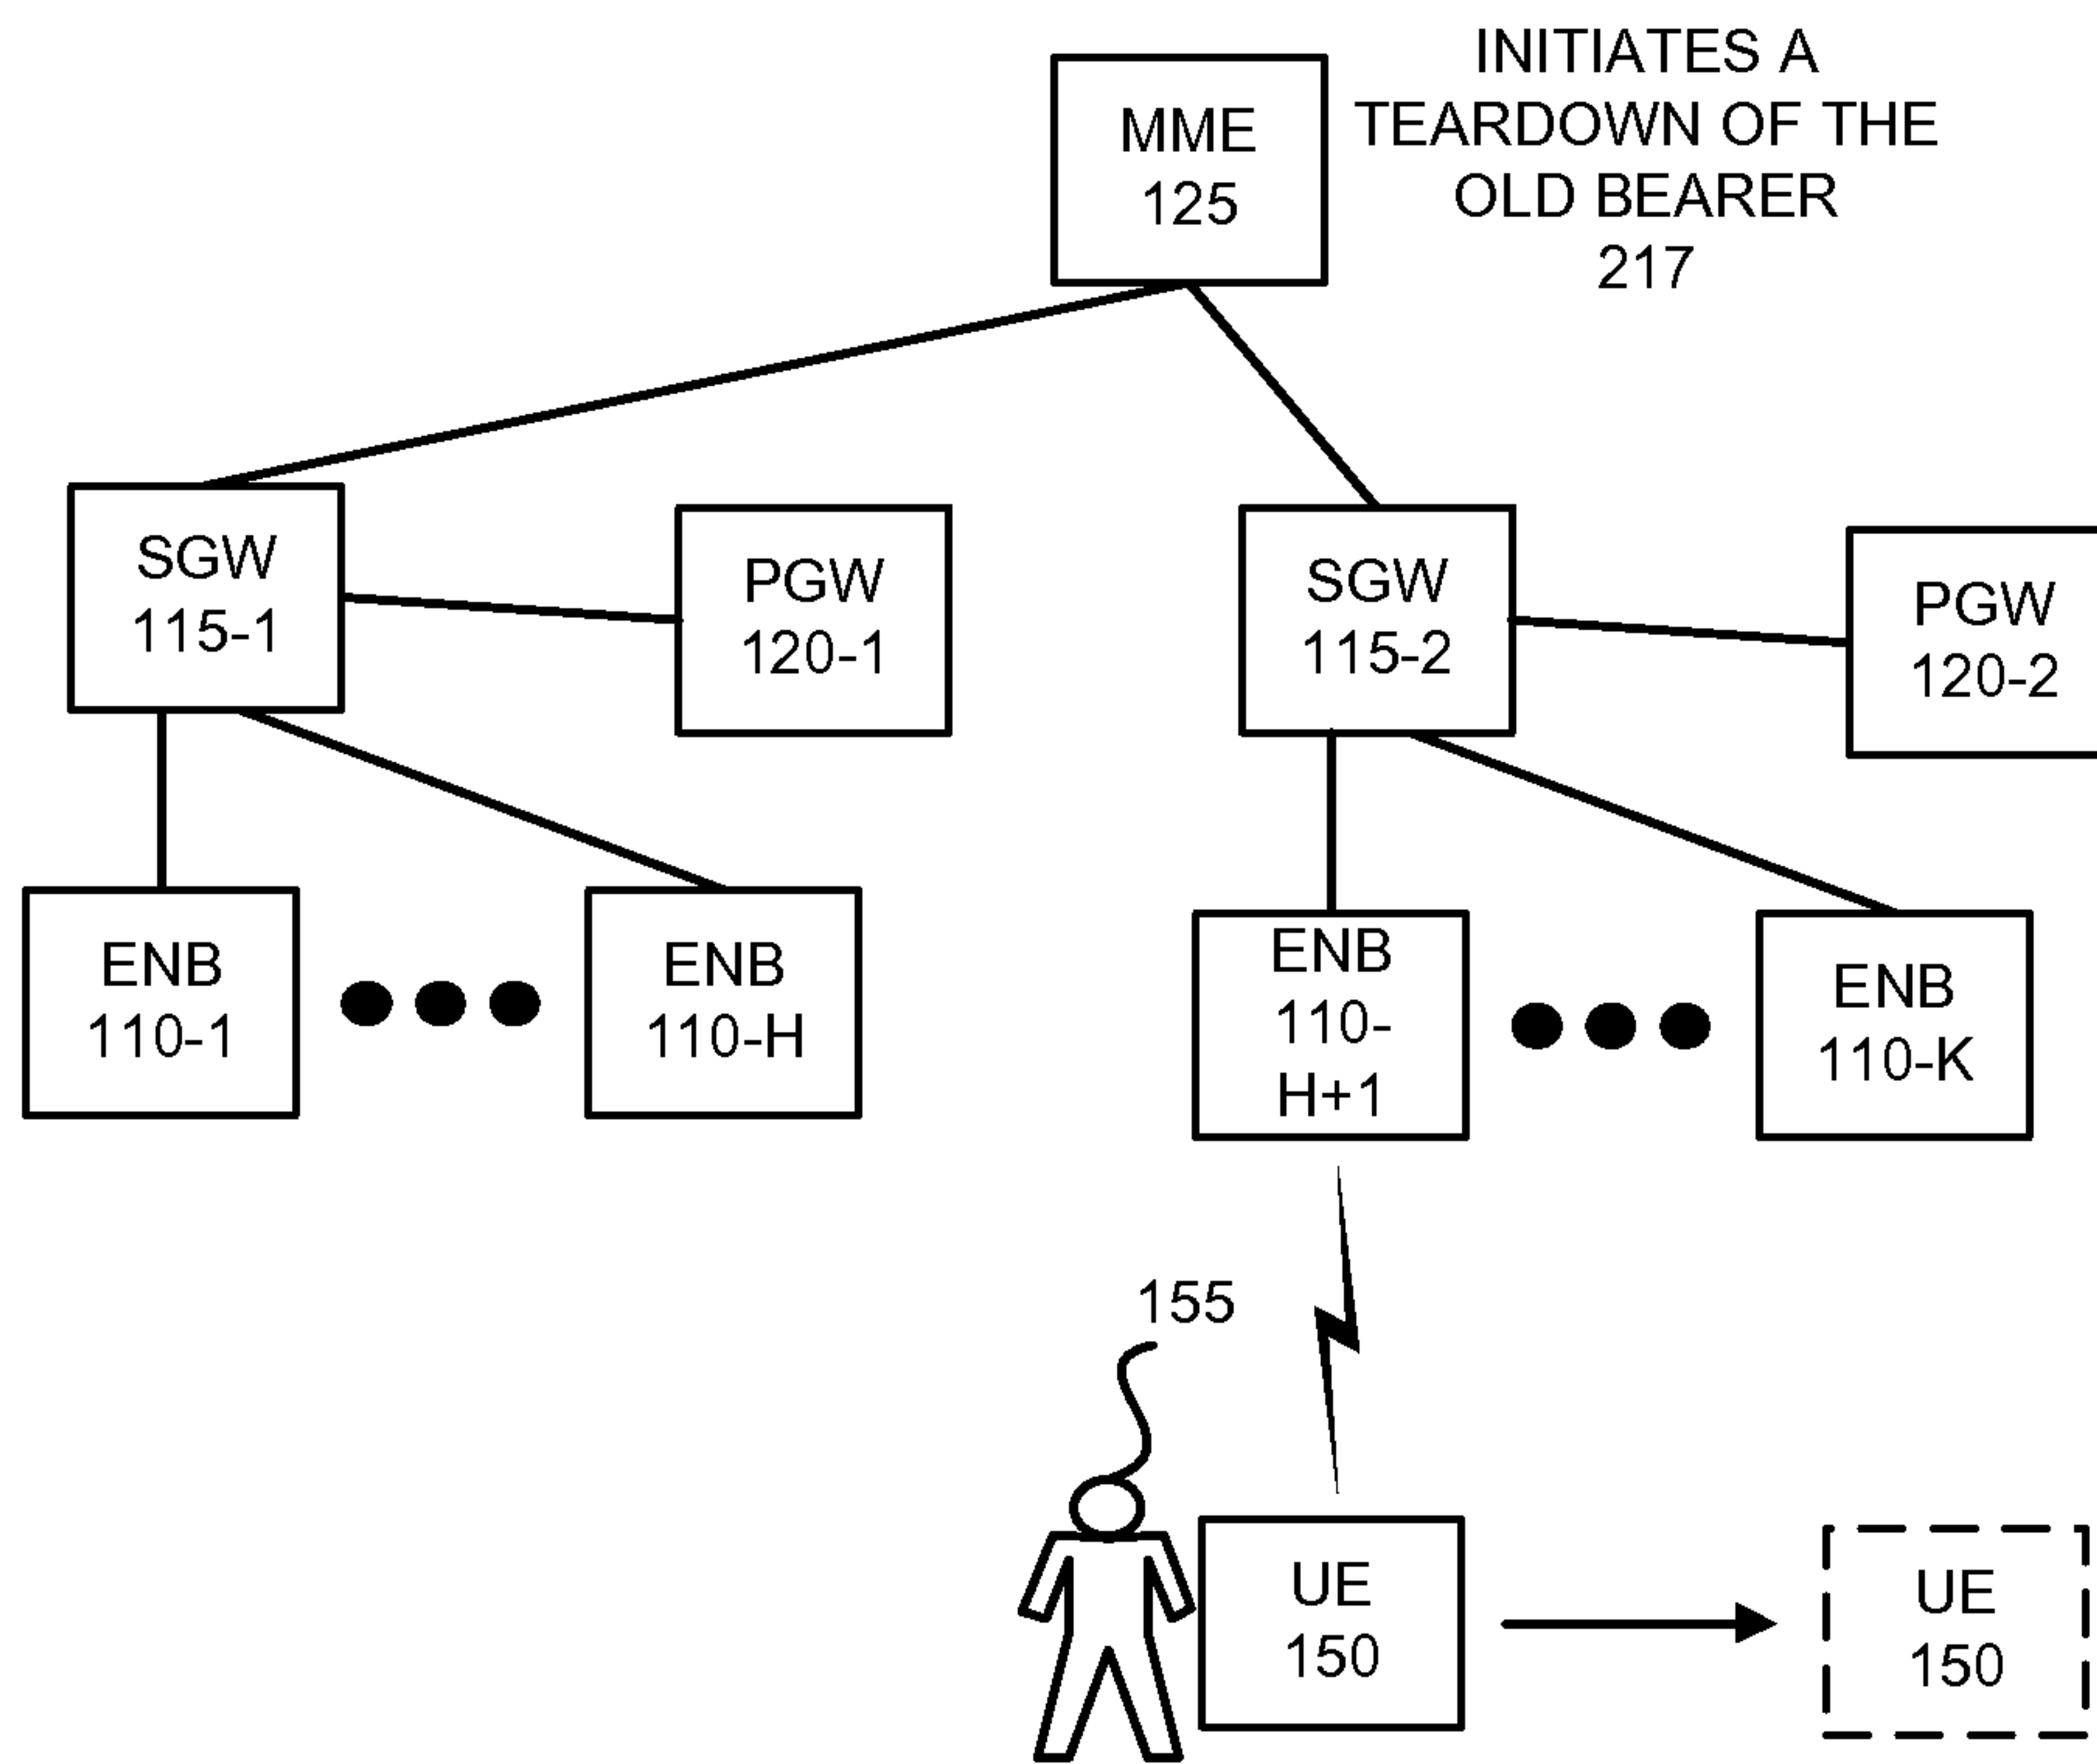 MME
125
INITIATES A
TEARDOWN OF THE
OLD BEARER
217
SGW
115-1
PGW
120-1
SGW
115-2
PGW
120-2
ENB
110-1
ENB
110-H
ENB
110-
H+1
ENB
110-K
155
UE
150
UE
150